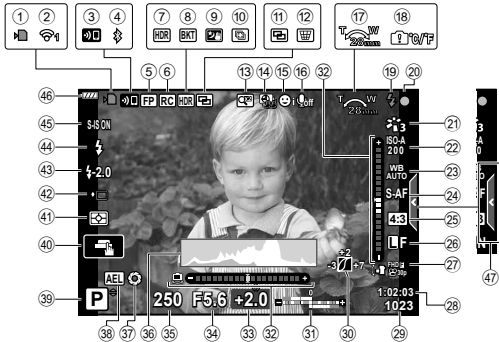 ① ② ③ ④ ⑦ ⑧ ⑨ ⑩ ⑪ ⑫ ⑰ ⑱
1 HDR BKT T W 28mm °C/°F
⑤ ⑥ ⑬ ⑭ ⑮ ⑯ ㉜ ⑲ ⑳
FP RC HDR Off T W 28mm
㊻
㊺ S-IS ON
㊹
㊸ -2.0
㊷
㊶
㊵
㊴ P
3 ㉑
ISO-A 200 ㉒
WB AUTO ㉓
S-AF ㉔
4:3 ㉕
L F ㉖
FHD F 30p ㉗
1:02:03 ㉘
1023 ㉙
㊼
+2
-3 +7
AEL
250 F5.6 +2.0
㊳ ㊲ ㊱ ㉟ ㉞ ㉝ ㉜ ㉛ ㉚